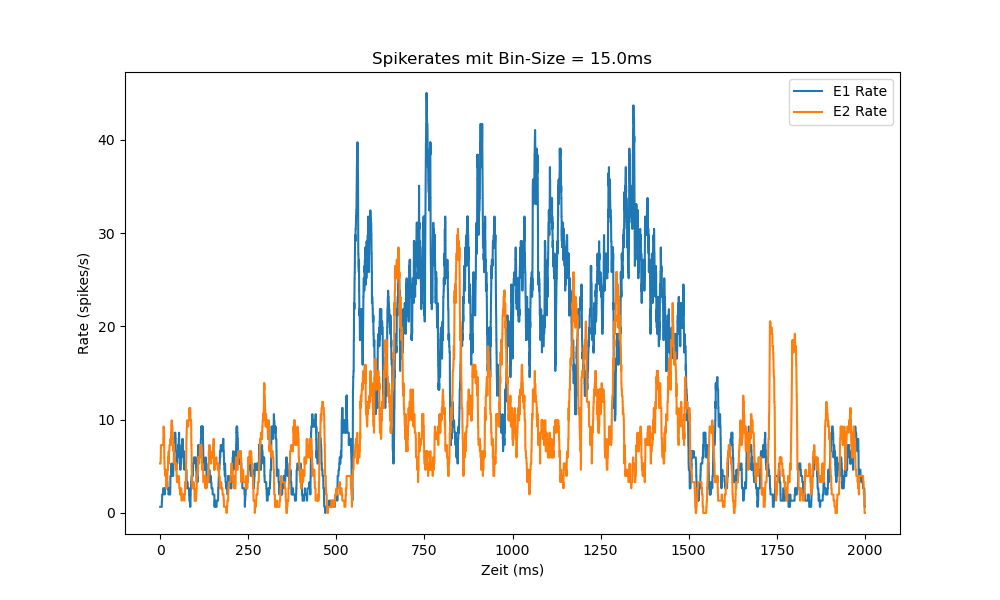 Spikerates mit Bin-Size = 15.0ms
E1 Rate
E2 Rate
Rate (spikes/s)
40
30
20
10
0
0 250 500 750 1000 1250 1500 1750 2000
Zeit (ms)